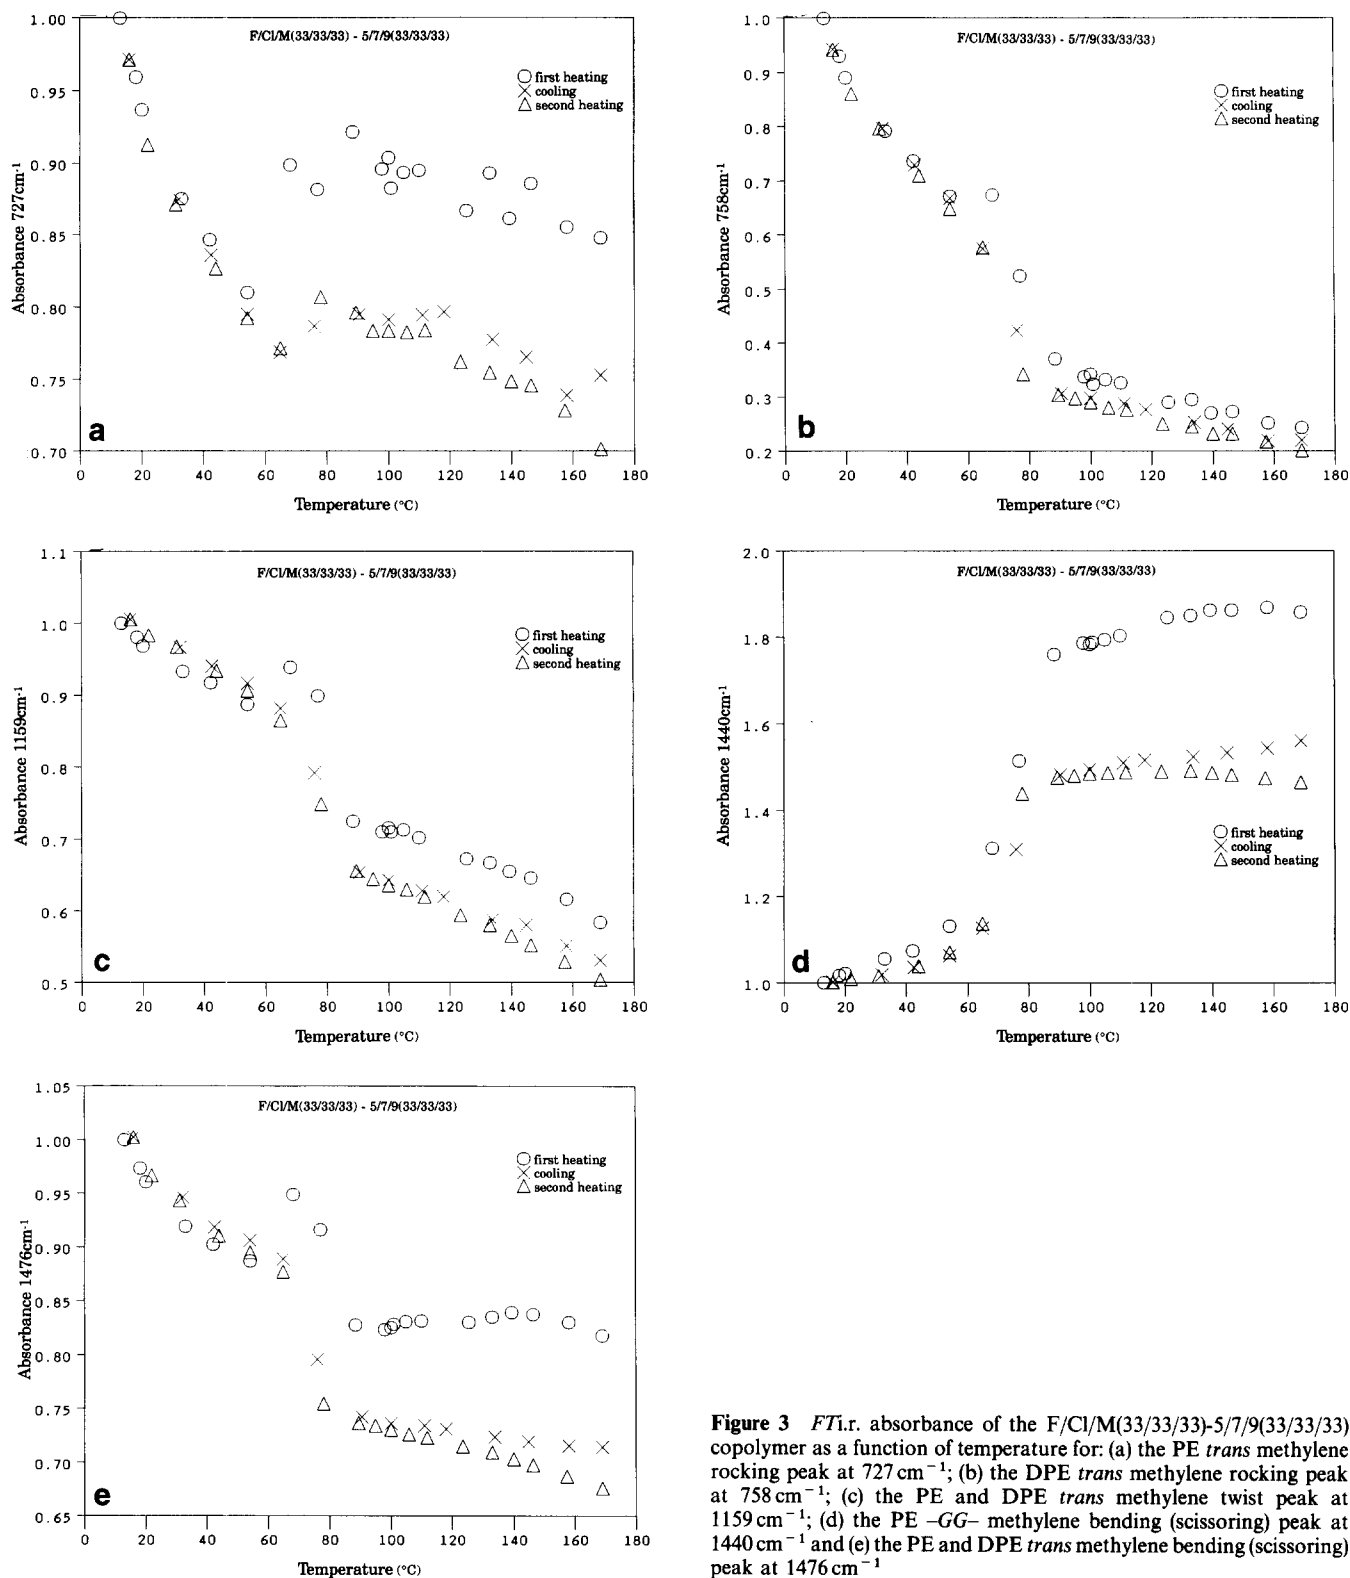 F/Cl/M(33/33/33) - 5/7/9(33/33/33)
first heating
cooling
second heating
Absorbance 727cm-1
1.00
0.95
0.90
0.85
0.80
0.75
0.70
a
0 20 40 60 80 100 120 140 160 180
Temperature (°C)
F/Cl/M(33/33/33) - 5/7/9(33/33/33)
first heating
cooling
second heating
Absorbance 758cm-1
1.0
0.9
0.8
0.7
0.6
0.5
0.4
0.3
0.2
b
0 20 40 60 80 100 120 140 160 180
Temperature (°C)
F/Cl/M(33/33/33) - 5/7/9(33/33/33)
first heating
cooling
second heating
Absorbance 1159cm-1
1.1
1.0
0.9
0.8
0.7
0.6
0.5
c
0 20 40 60 80 100 120 140 160 180
Temperature (°C)
F/Cl/M(33/33/33) - 5/7/9(33/33/33)
first heating
cooling
second heating
Absorbance 1440cm-1
2.0
1.8
1.6
1.4
1.2
1.0
d
0 20 40 60 80 100 120 140 160 180
Temperature (°C)
F/Cl/M(33/33/33) - 5/7/9(33/33/33)
first heating
cooling
second heating
Absorbance 1476cm-1
1.05
1.00
0.95
0.90
0.85
0.80
0.75
0.70
0.65
e
0 20 40 60 80 100 120 140 160 180
Temperature (°C)
Figure 3 FTi.r. absorbance of the F/Cl/M(33/33/33)-5/7/9(33/33/33)
copolymer as a function of temperature for: (a) the PE trans methylene
rocking peak at 727 cm−1; (b) the DPE trans methylene rocking peak
at 758 cm−1; (c) the PE and DPE trans methylene twist peak at
1159 cm−1; (d) the PE –GG– methylene bending (scissoring) peak at
1440 cm−1 and (e) the PE and DPE trans methylene bending (scissoring)
peak at 1476 cm−1